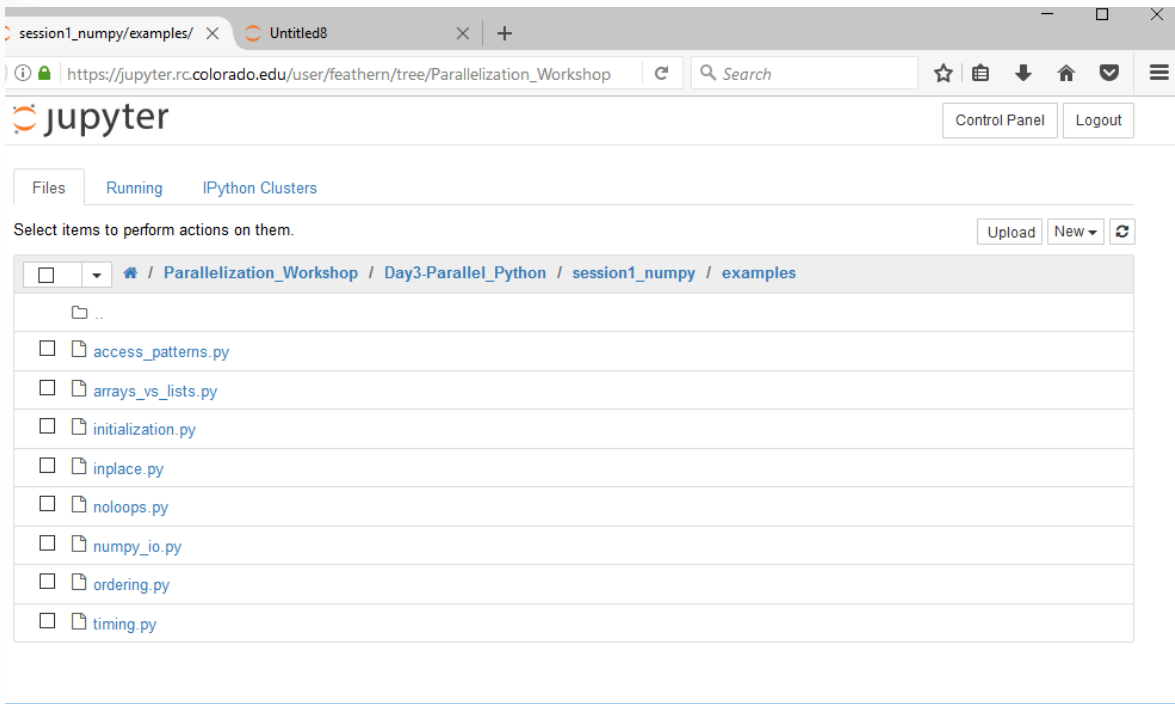 session1_numpy/examples/ Untitled8
https://jupyter.rc.colorado.edu/user/feathern/tree/Parallelization_Workshop Search
jupyter Control Panel Logout
Files Running IPython Clusters
Select items to perform actions on them. Upload New
/ Parallelization_Workshop / Day3-Parallel_Python / session1_numpy / examples
..
access_patterns.py
arrays_vs_lists.py
initialization.py
inplace.py
noloops.py
numpy_io.py
ordering.py
timing.py